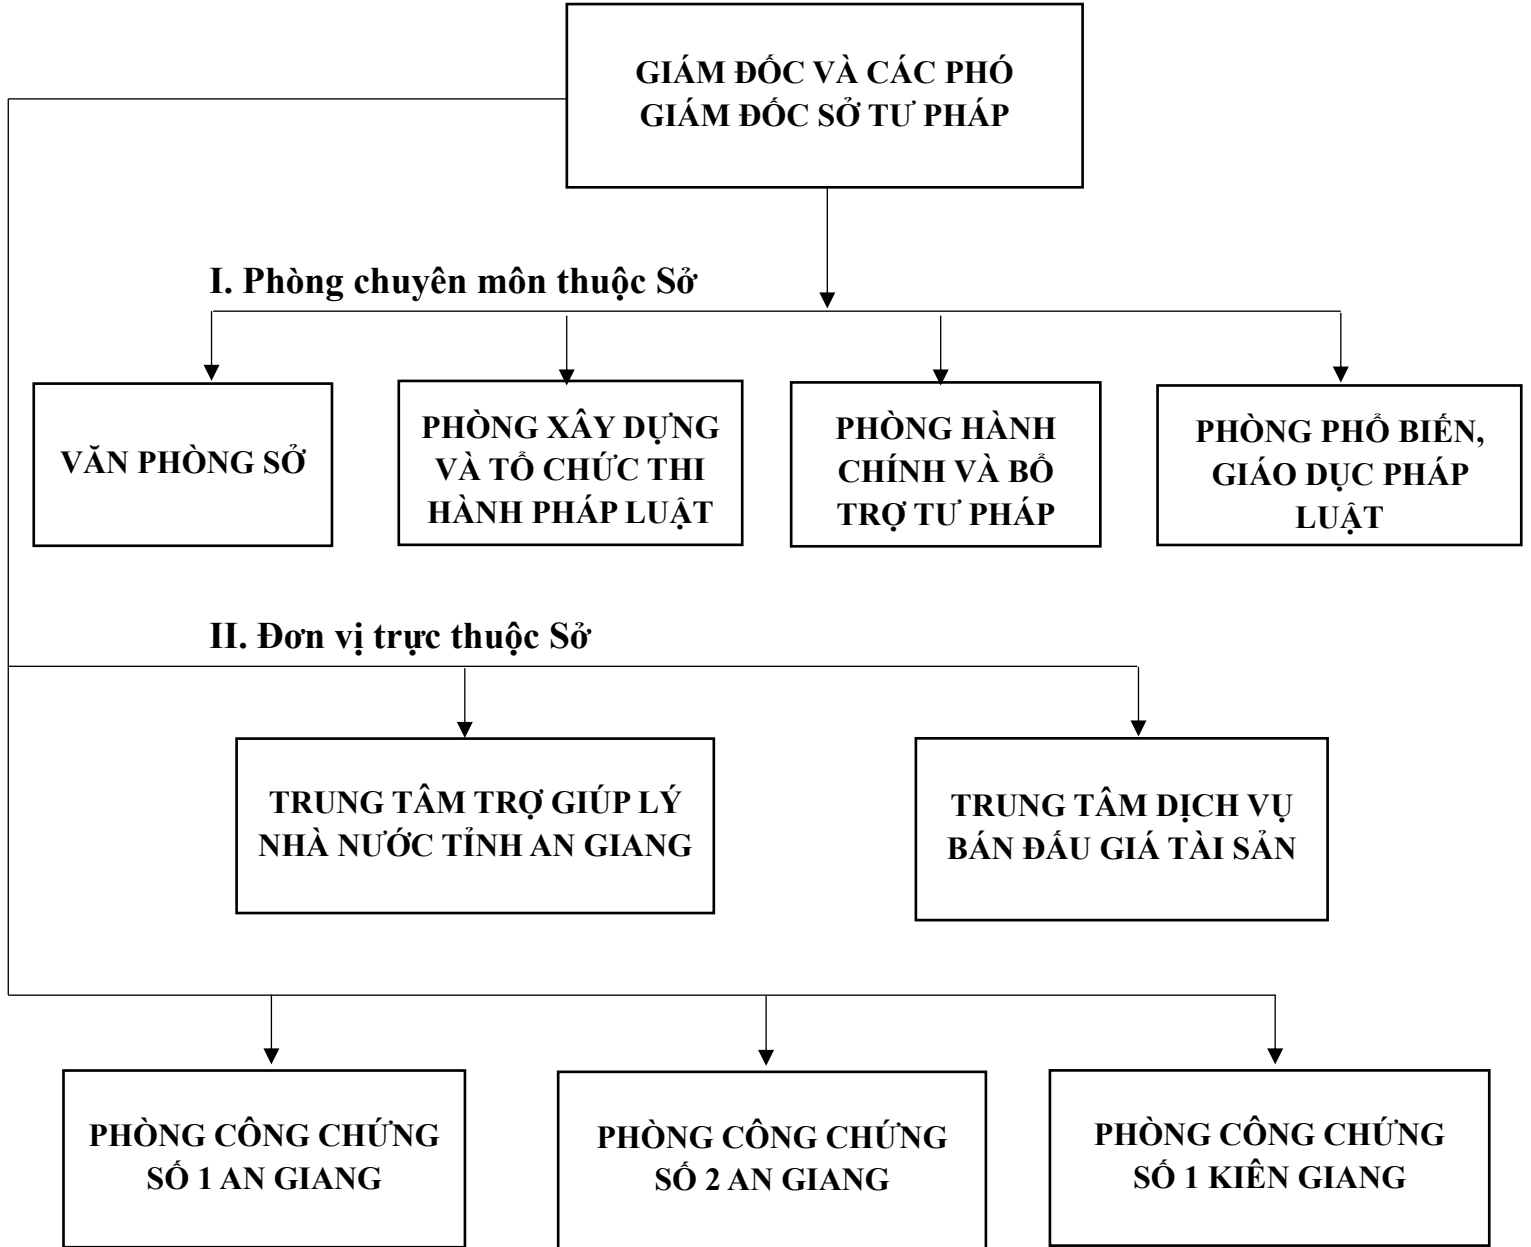 GIÁM ĐỐC VÀ CÁC PHÓ
GIÁM ĐỐC SỞ TƯ PHÁP
I. Phòng chuyên môn thuộc Sở
VĂN PHÒNG SỞ
PHÒNG XÂY DỰNG
VÀ TỔ CHỨC THI
HÀNH PHÁP LUẬT
PHÒNG HÀNH
CHÍNH VÀ BỔ
TRỢ TƯ PHÁP
PHÒNG PHỔ BIẾN,
GIÁO DỤC PHÁP
LUẬT
II. Đơn vị trực thuộc Sở
TRUNG TÂM TRỢ GIÚP LÝ
NHÀ NƯỚC TỈNH AN GIANG
TRUNG TÂM DỊCH VỤ
BÁN ĐẤU GIÁ TÀI SẢN
PHÒNG CÔNG CHỨNG
SỐ 1 AN GIANG
PHÒNG CÔNG CHỨNG
SỐ 2 AN GIANG
PHÒNG CÔNG CHỨNG
SỐ 1 KIÊN GIANG